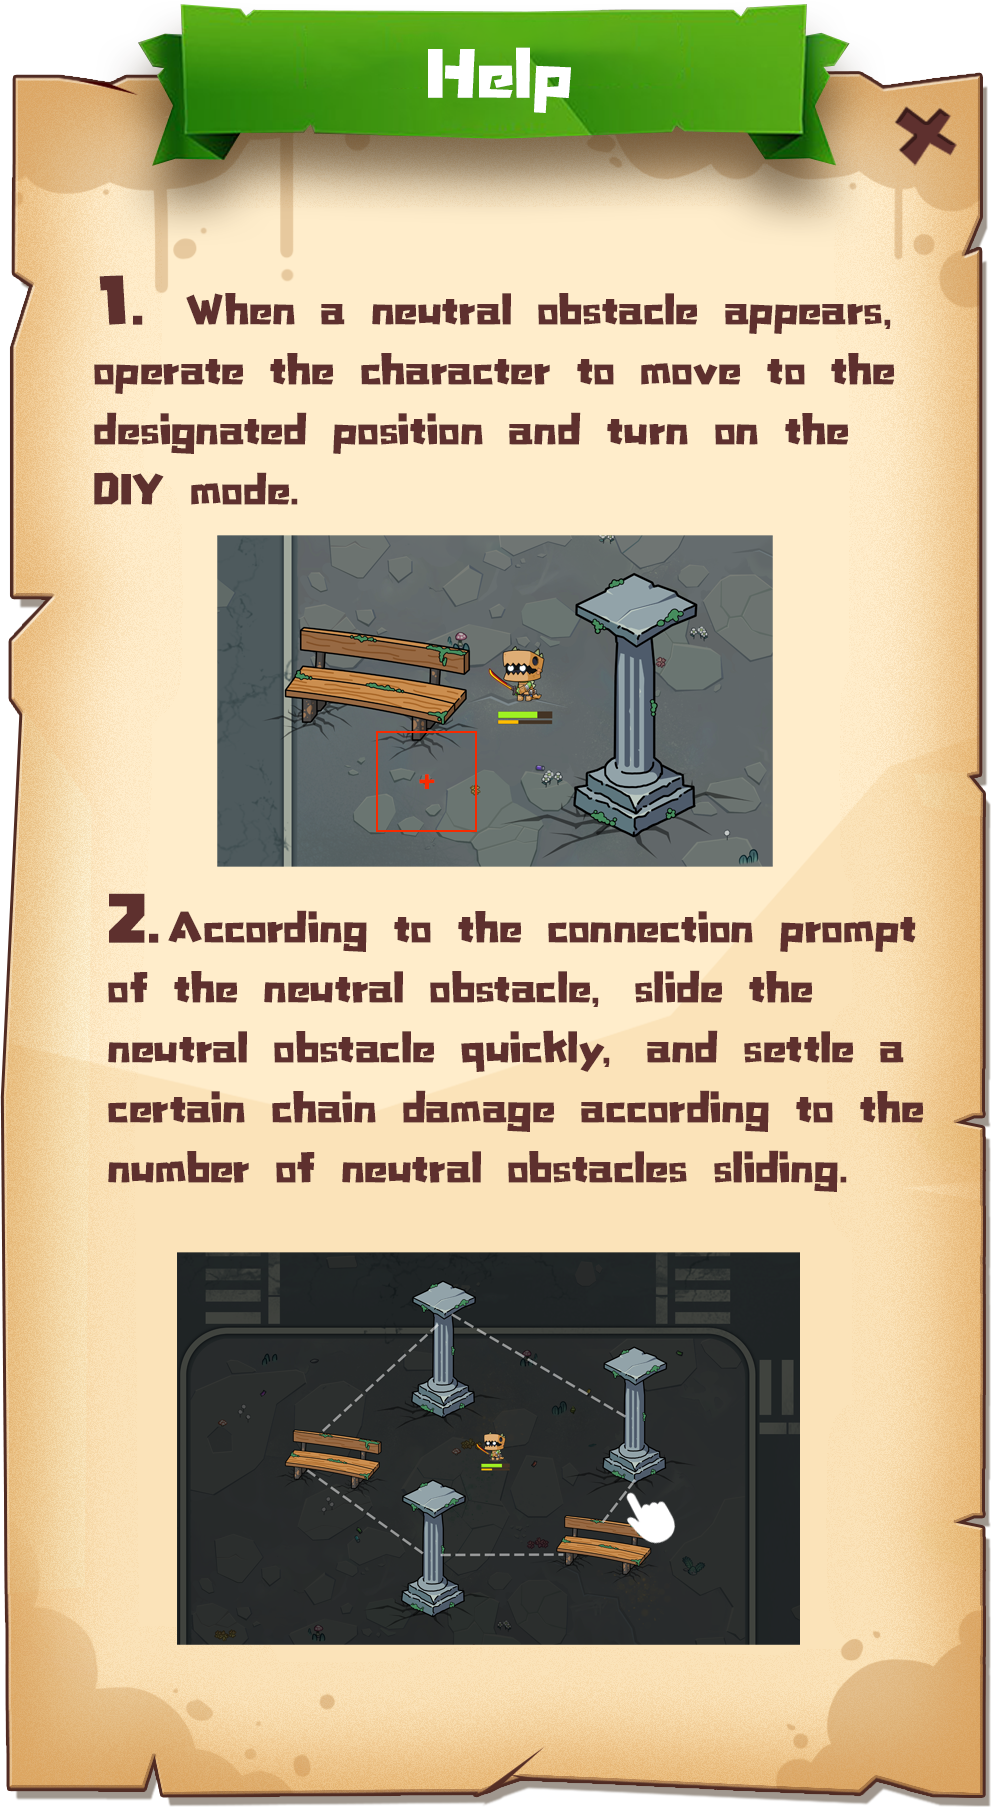 Help
1. When a neutral obstacle appears,
operate the character to move to the
designated position and turn on the
DIY mode.
2. According to the connection prompt
of the neutral obstacle, slide the
neutral obstacle quickly, and settle a
certain chain damage according to the
number of neutral obstacles sliding.